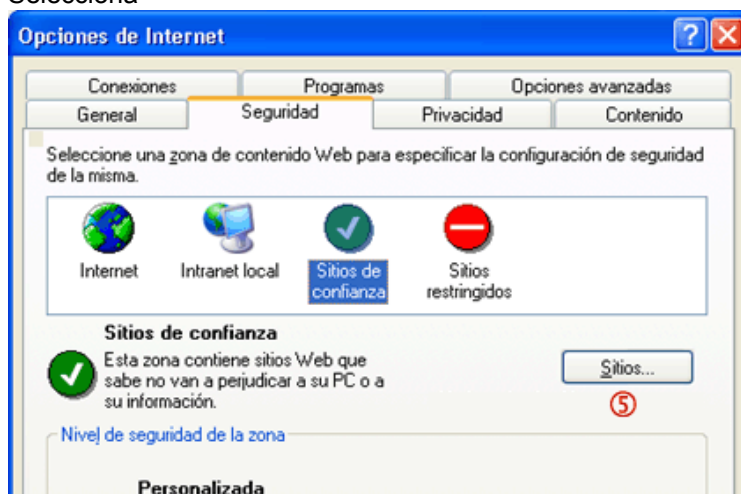 Selecciona
Opciones de Internet
Conexiones Programas Opciones avanzadas
General Seguridad Privacidad Contenido
Seleccione una zona de contenido Web para especificar la configuración de seguridad
de la misma.
Internet Intranet local Sitios de confianza Sitios restringidos
Sitios de confianza
Esta zona contiene sitios Web que
sabe no van a perjudicar a su PC o a
su información.
Sitios...
5
Nivel de seguridad de la zona
Personalizada